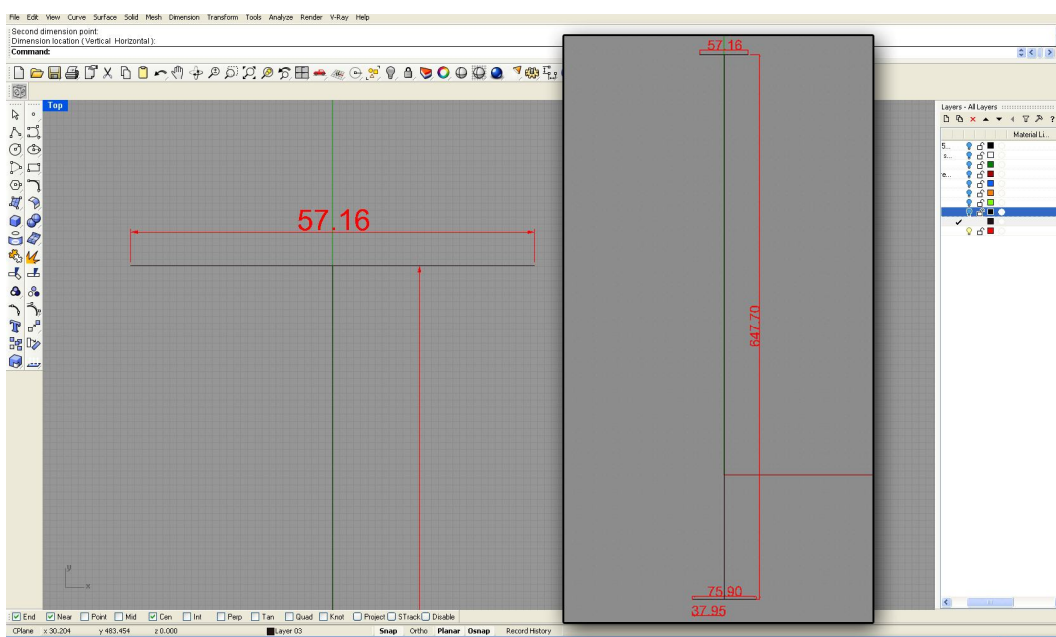 File Edit View Curve Surface Solid Mesh Dimension Transform Tools Analyze Render V-Ray Help
Second dimension point:
Dimension location ( Vertical Horizontal ):
Command:
Top
57.16
57.16
647.70
75.90
37.95
Layers - All Layers
Material Li...
5...
s...
e...
y
x
End Near Point Mid Cen Int Perp Tan Quad Knot Project STrack Disable
CPlane x 30.204 y 483.454 z 0.000 Layer 03 Snap Ortho Planar Osnap Record History